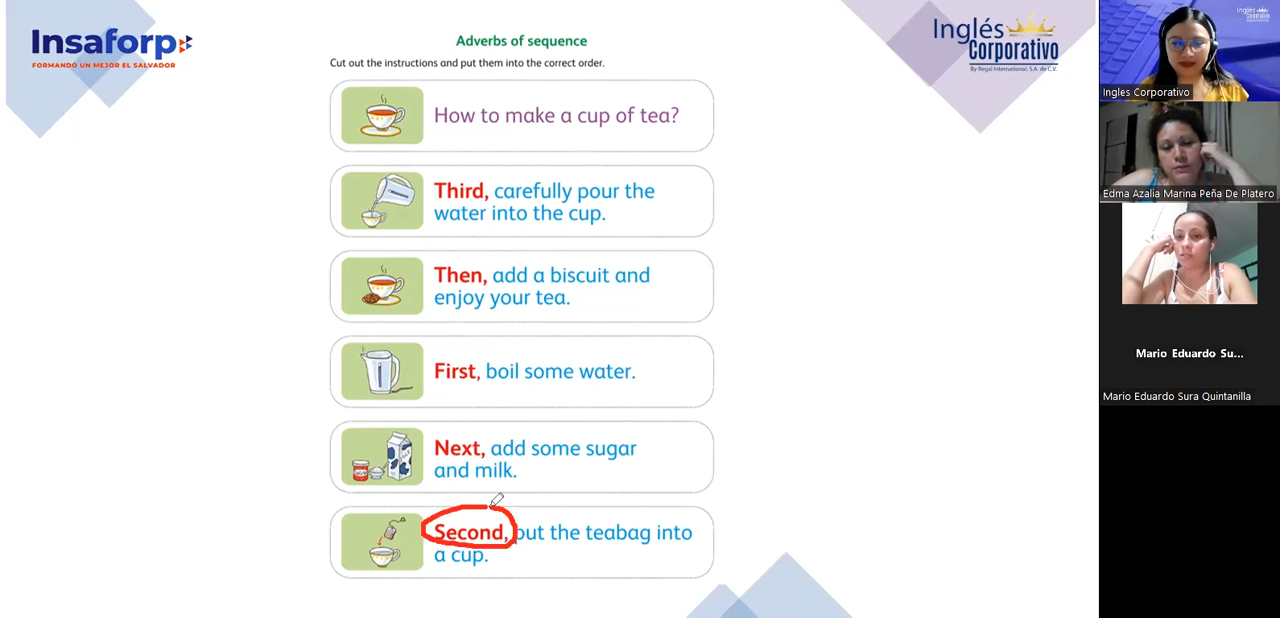 Insaforp
FORMANDO UN MEJOR EL SALVADOR
Adverbs of sequence
Cut out the instructions and put them into the correct order.
Inglés
Corporativo
By Regal International, S.A. de C.V.
How to make a cup of tea?
Third, carefully pour the
water into the cup.
Then, add a biscuit and
enjoy your tea.
First, boil some water.
Next, add some sugar
and milk.
Second, put the teabag into
a cup.
Inglés
Corporativo
Ingles Corporativo
Edma Azalia Marina Peña De Platero
Mario Eduardo Su...
Mario Eduardo Sura Quintanilla